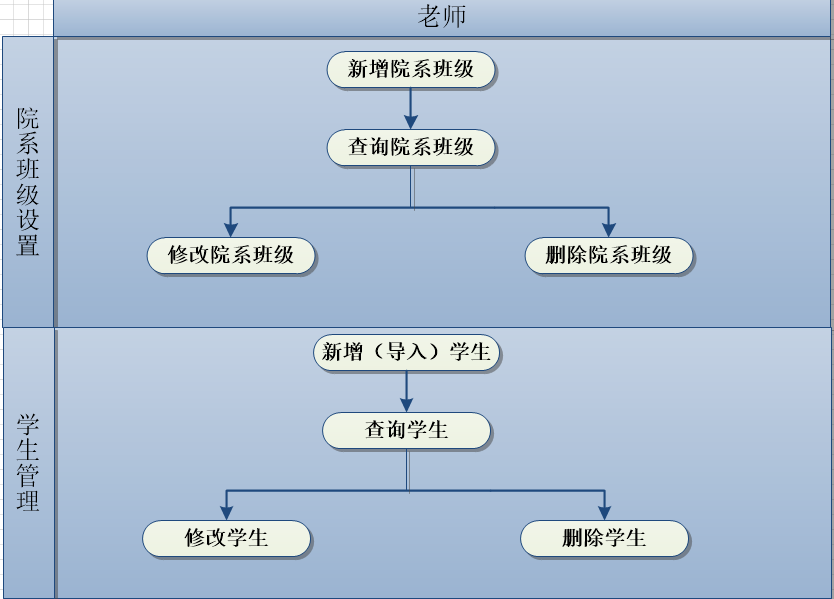 老师
院系班级设置
新增院系班级
查询院系班级
修改院系班级
删除院系班级
学生管理
新增（导入）学生
查询学生
修改学生
删除学生